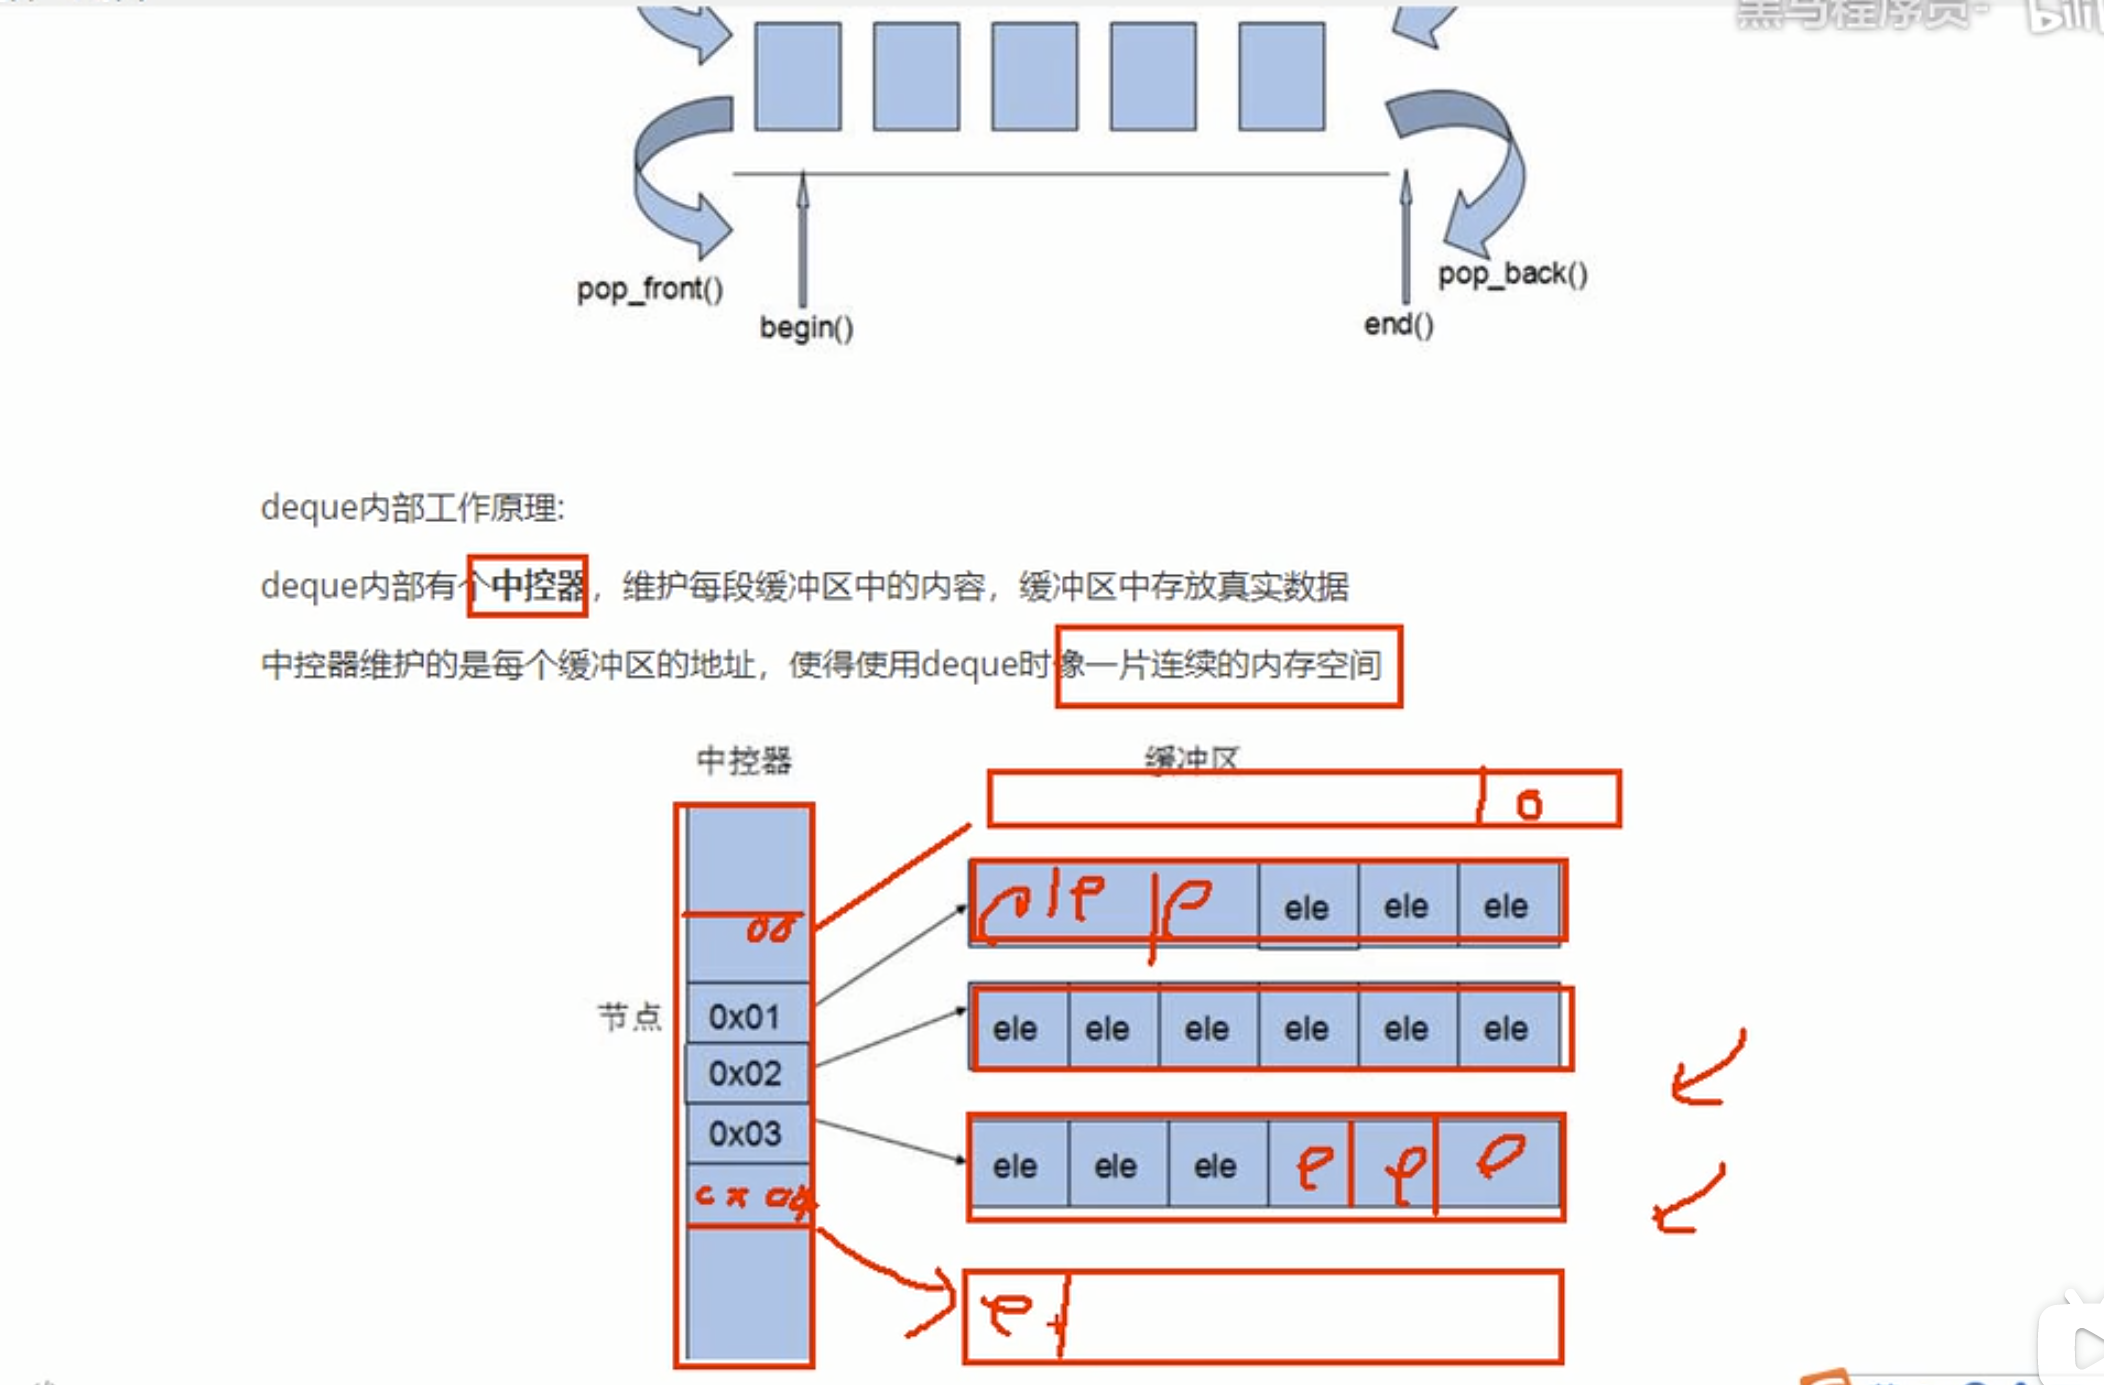 黑马程序员-
pop_front()
pop_back()
begin()
end()
deque内部工作原理:
deque内部有个中控器，维护每段缓冲区中的内容，缓冲区中存放真实数据
中控器维护的是每个缓冲区的地址，使得使用deque时像一片连续的内存空间
中控器 缓冲区
ele ele ele
节点
0x01
ele ele ele ele ele ele
0x02
0x03
ele ele ele